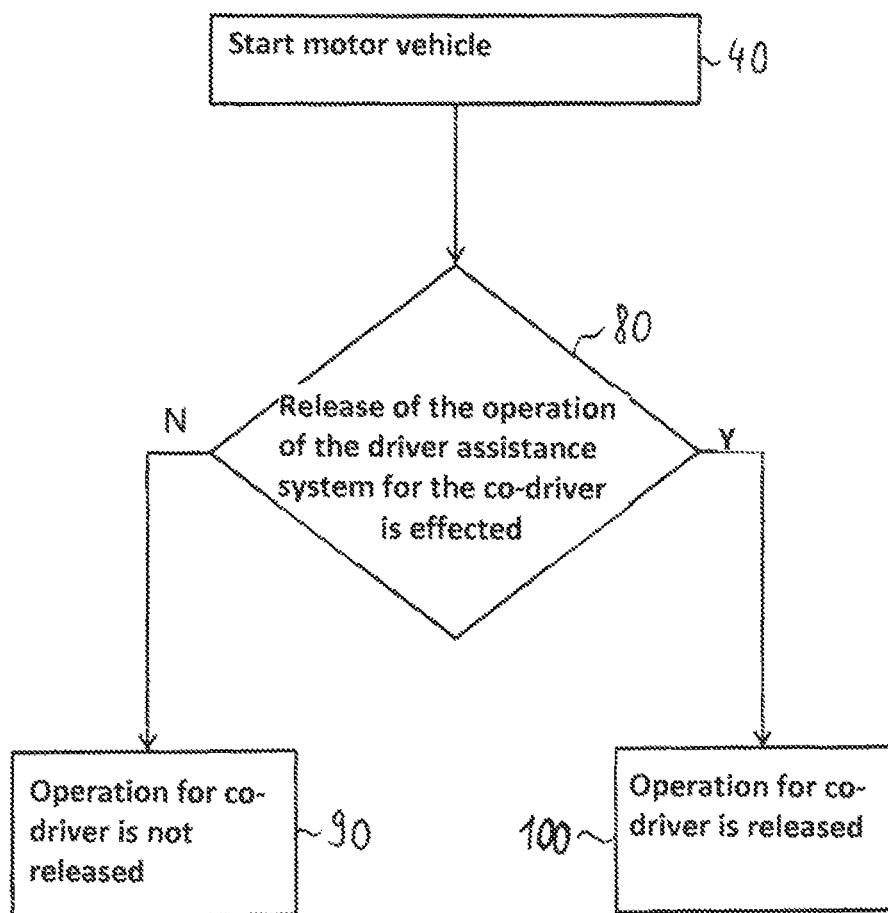 Start motor vehicle
40
80
Release of the operation
of the driver assistance
system for the co-driver
is effected
N
Y
Operation for co-
driver is not
released
90
100
Operation for co-
driver is released